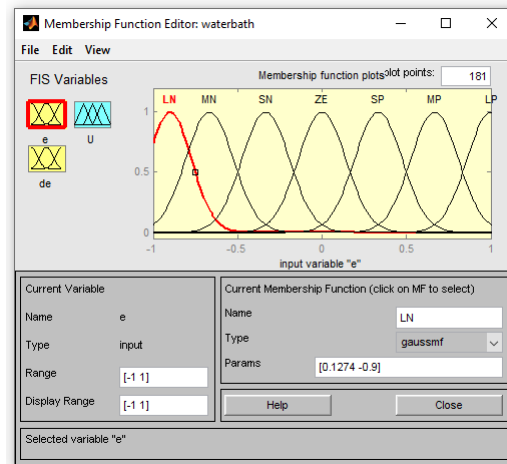 Membership Function Editor: waterbath
File Edit View
FIS Variables
e
U
de
Membership function plots
plot points:
181
LN MN SN ZE SP MP LP
1
0.5
0
-1 -0.5 0 0.5 1
input variable "e"
Current Variable
Name e
Type input
Range [-1 1]
Display Range [-1 1]
Current Membership Function (click on MF to select)
Name LN
Type gaussmf
Params [0.1274 -0.9]
Help Close
Selected variable "e"